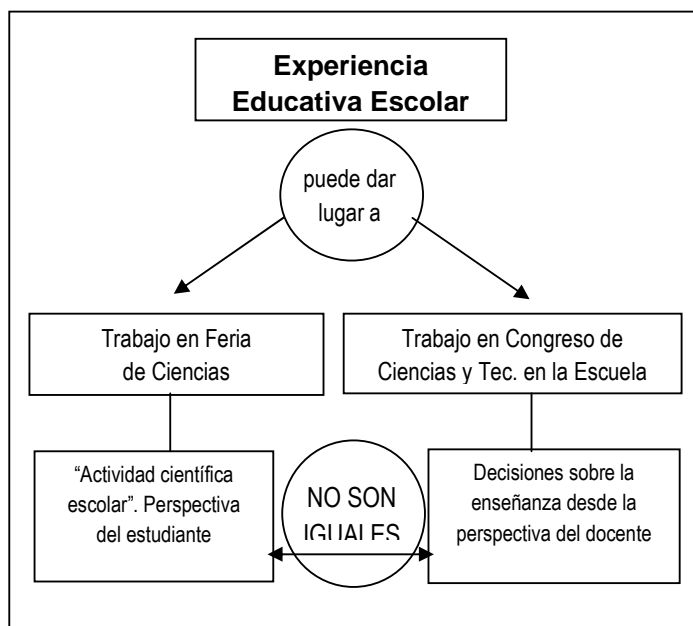 Experiencia
Educativa Escolar
puede dar
lugar a
Trabajo en Feria
de Ciencias
Trabajo en Congreso de
Ciencias y Tec. en la Escuela
“Actividad científica
escolar”. Perspectiva
del estudiante
NO SON
IGUALES
Decisiones sobre la
enseñanza desde la
perspectiva del docente